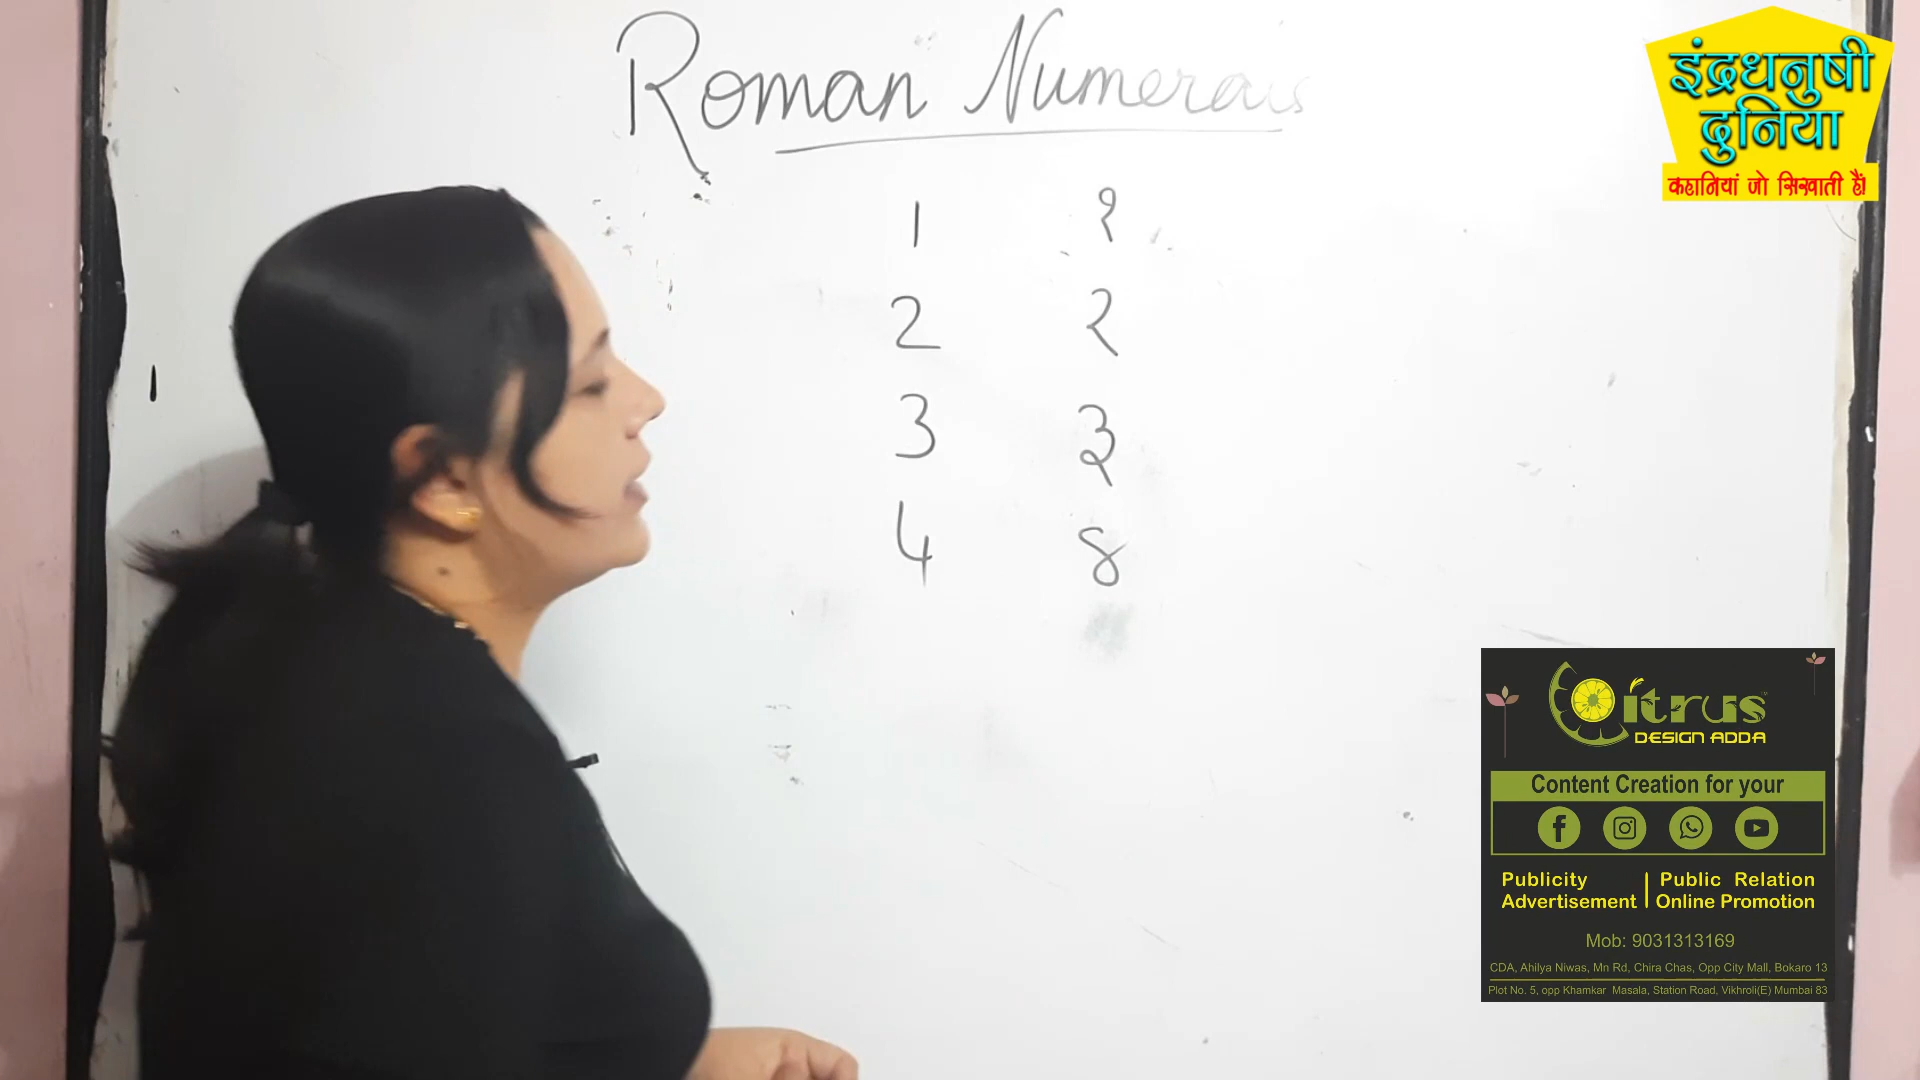 Roman Numerals
1 १
2 २
3 ३
4 ४
इंद्रधनुषी
दुनिया
कहानियां जो सिखाती हैं!
Citrus
DESIGN ADDA
Content Creation for your
Publicity | Public Relation
Advertisement | Online Promotion
Mob: 9031313169
CDA, Ahilya Niwas, Mn Rd, Chira Chas, Opp City Mall, Bokaro 13
Plot No. 5, opp Khamkar Masala, Station Road, Vikhroli(E) Mumbai 83